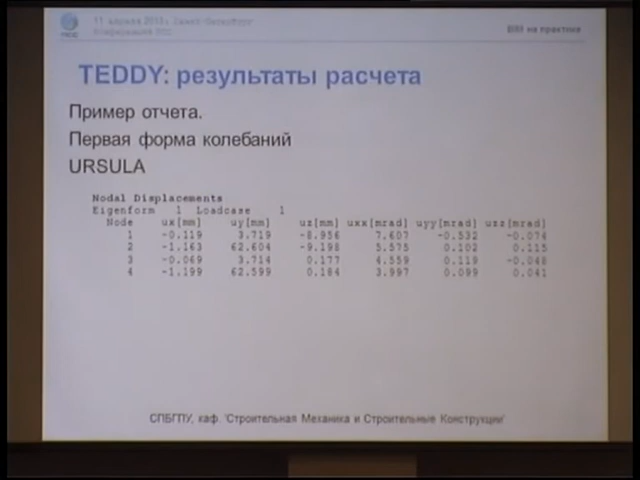 11 апреля 2013 г. Санкт-Петербург
Конференция ПСС
BIM на практике
TEDDY: результаты расчета
Пример отчета.
Первая форма колебаний
URSULA
Nodal Displacements
Eigenform 1 Loadcase 1
Node ux[mm] uy[mm] uz[mm] uxx[mrad] uyy[mrad] uzz[mrad]
1 -0.119 3.719 -8.956 7.607 -0.532 -0.074
2 -1.163 62.604 -9.198 5.575 0.102 0.115
3 -0.069 3.714 0.177 4.559 0.119 -0.048
4 -1.199 62.599 0.184 3.997 0.099 0.041
СПбГПУ, каф. "Строительная Механика и Строительные Конструкции"